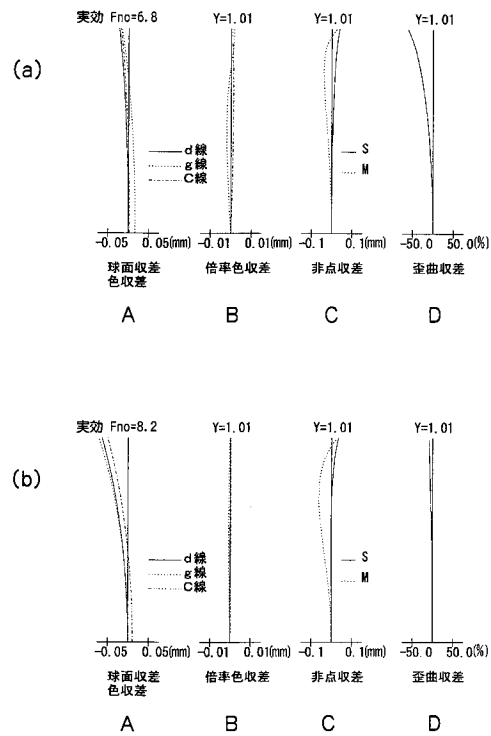 (a)
実効 Fno=6.8
Y=1.01
Y=1.01
Y=1.01
d線
g線
C線
S
M
-0.05 0.05(mm)
-0.01 0.01(mm)
-0.1 0.1(mm)
-50.0 50.0(%)
球面収差
色収差
倍率色収差
非点収差
歪曲収差
A
B
C
D
(b)
実効 Fno=8.2
Y=1.01
Y=1.01
Y=1.01
d線
g線
C線
S
M
-0.05 0.05(mm)
-0.01 0.01(mm)
-0.1 0.1(mm)
-50.0 50.0(%)
球面収差
色収差
倍率色収差
非点収差
歪曲収差
A
B
C
D